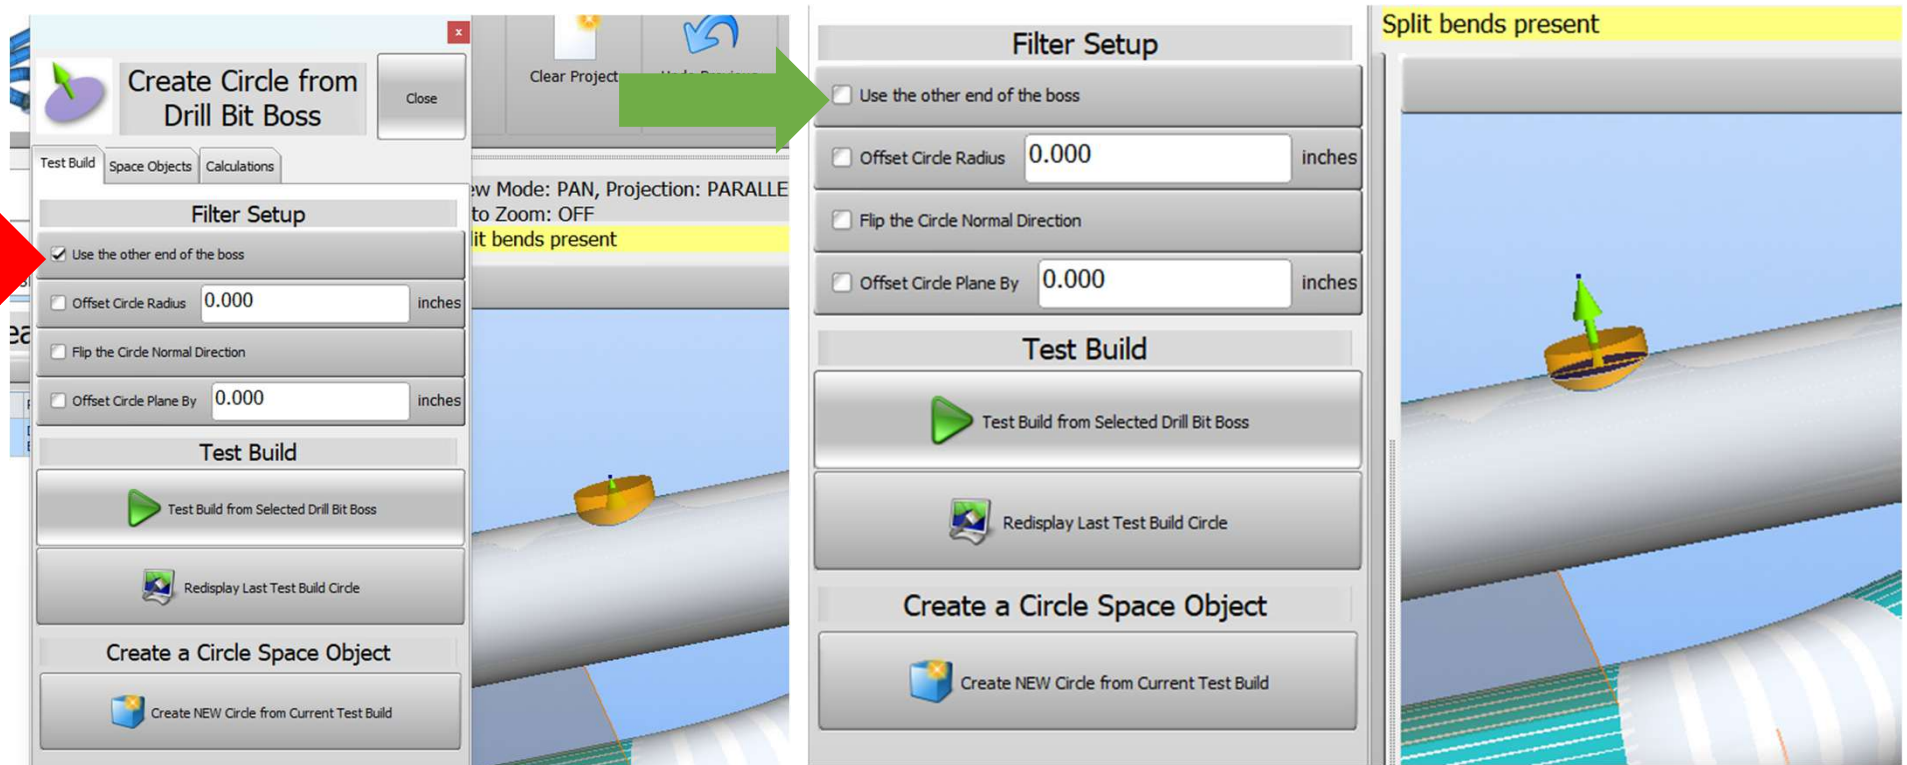 x
Create Circle from
Drill Bit Boss
Close
Test Build
Space Objects
Calculations
Filter Setup
Use the other end of the boss
Offset Circle Radius 0.000 inches
Flip the Circle Normal Direction
Offset Circle Plane By 0.000 inches
Test Build
Test Build from Selected Drill Bit Boss
Redisplay Last Test Build Circle
Create a Circle Space Object
Create NEW Circle from Current Test Build
Clear Project
Mode: PAN, Projection: PARALLE
to Zoom: OFF
bends present
Filter Setup
Use the other end of the boss
Offset Circle Radius 0.000 inches
Flip the Circle Normal Direction
Offset Circle Plane By 0.000 inches
Test Build
Test Build from Selected Drill Bit Boss
Redisplay Last Test Build Circle
Create a Circle Space Object
Create NEW Circle from Current Test Build
Split bends present